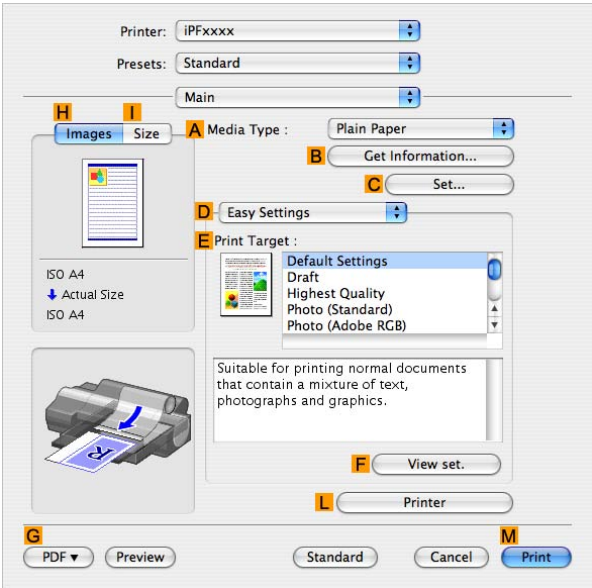 Printer: iPFxxxx
Presets: Standard
Main
H I
Images Size
A Media Type : Plain Paper
B Get Information...
C Set...
D Easy Settings
E Print Target :
Default Settings
Draft
Highest Quality
Photo (Standard)
Photo (Adobe RGB)
ISO A4
Actual Size
ISO A4
Suitable for printing normal documents
that contain a mixture of text,
photographs and graphics.
F View set.
L Printer
G M
PDF Preview Standard Cancel Print